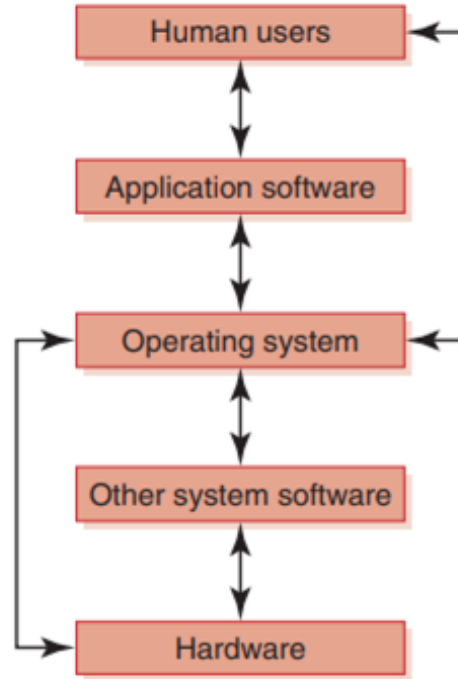 Human users
Application software
Operating system
Other system software
Hardware